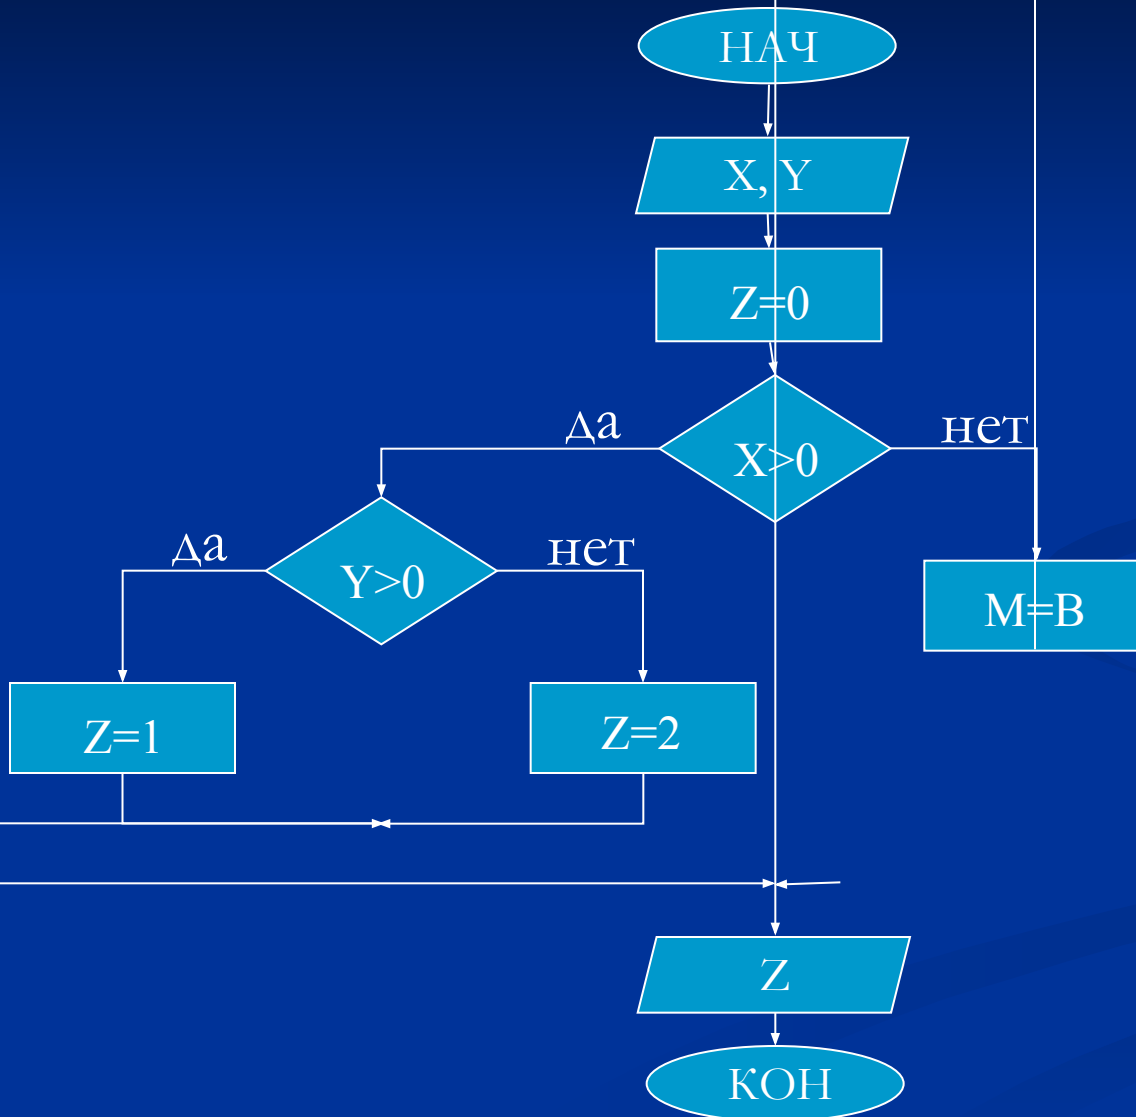 НАЧ
X, Y
Z=0
да
нет
X>0
да
нет
Y>0
M=B
Z=1
Z=2
Z
КОН